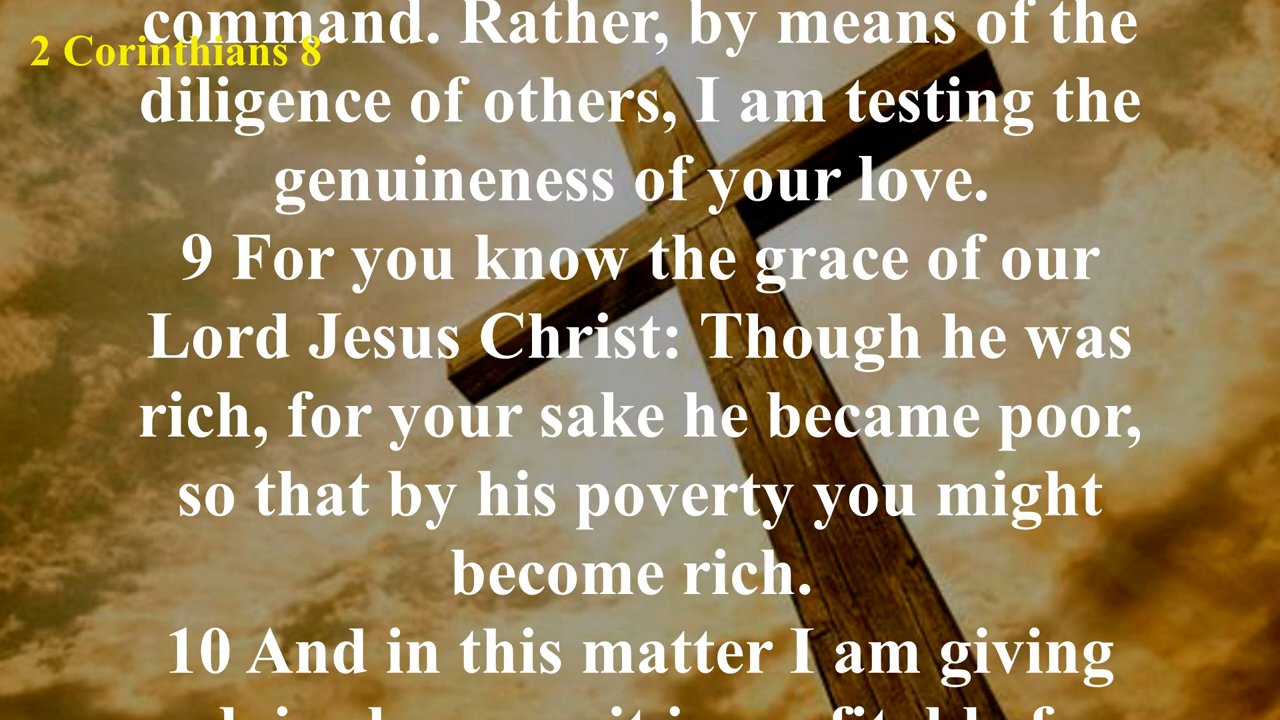 command. Rather, by means of the
2 Corinthians 8
diligence of others, I am testing the
genuineness of your love.
9 For you know the grace of our
Lord Jesus Christ: Though he was
rich, for your sake he became poor,
so that by his poverty you might
become rich.
10 And in this matter I am giving